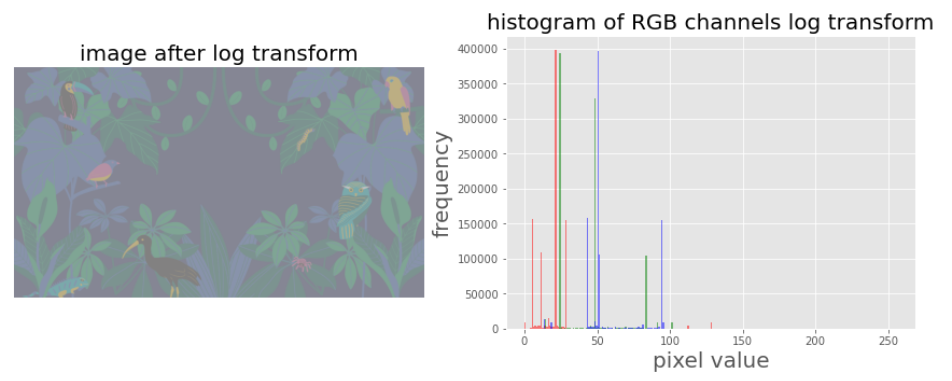 image after log transform
histogram of RGB channels log transform
frequency
400000
350000
300000
250000
200000
150000
100000
50000
0
0 50 100 150 200 250
pixel value